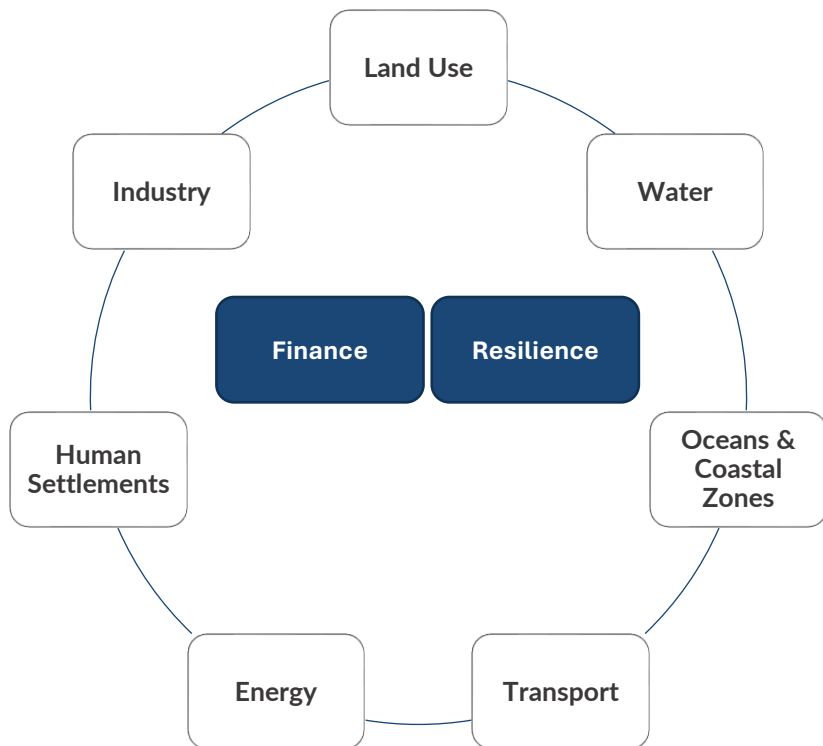 Land Use
Industry
Water
Finance
Resilience
Human
Settlements
Oceans &
Coastal
Zones
Energy
Transport